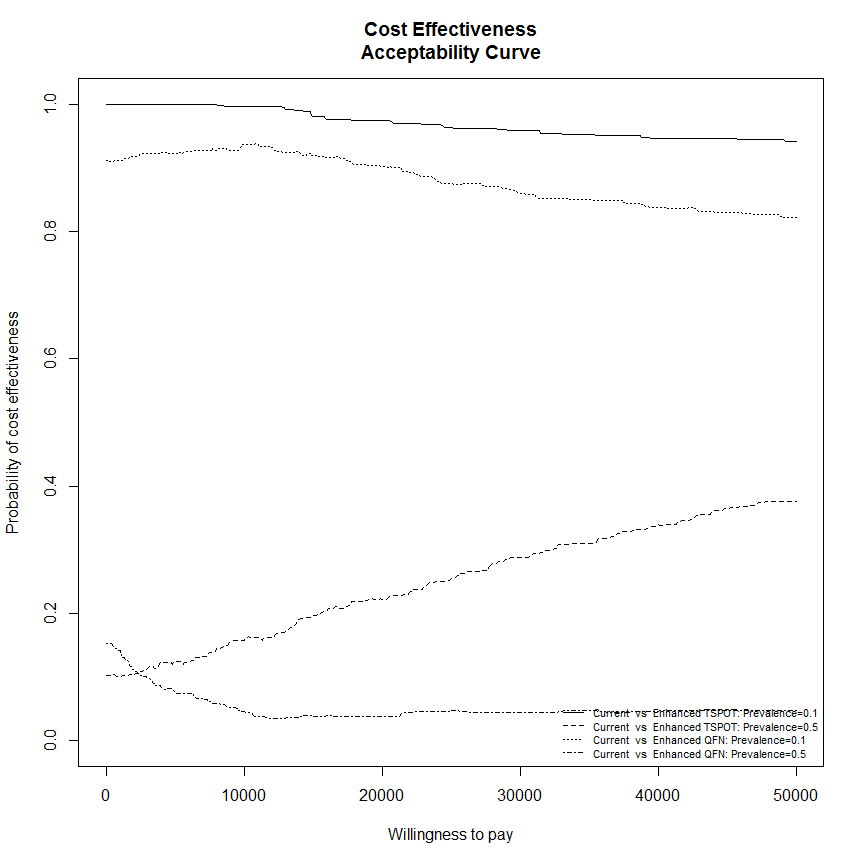 Cost Effectiveness
Acceptability Curve
Probability of cost effectiveness
1.0
0.8
0.6
0.4
0.2
0.0
Current vs Enhanced TSPOT: Prevalence=0.1
Current vs Enhanced TSPOT: Prevalence=0.5
Current vs Enhanced QFN: Prevalence=0.1
Current vs Enhanced QFN: Prevalence=0.5
0 10000 20000 30000 40000 50000
Willingness to pay